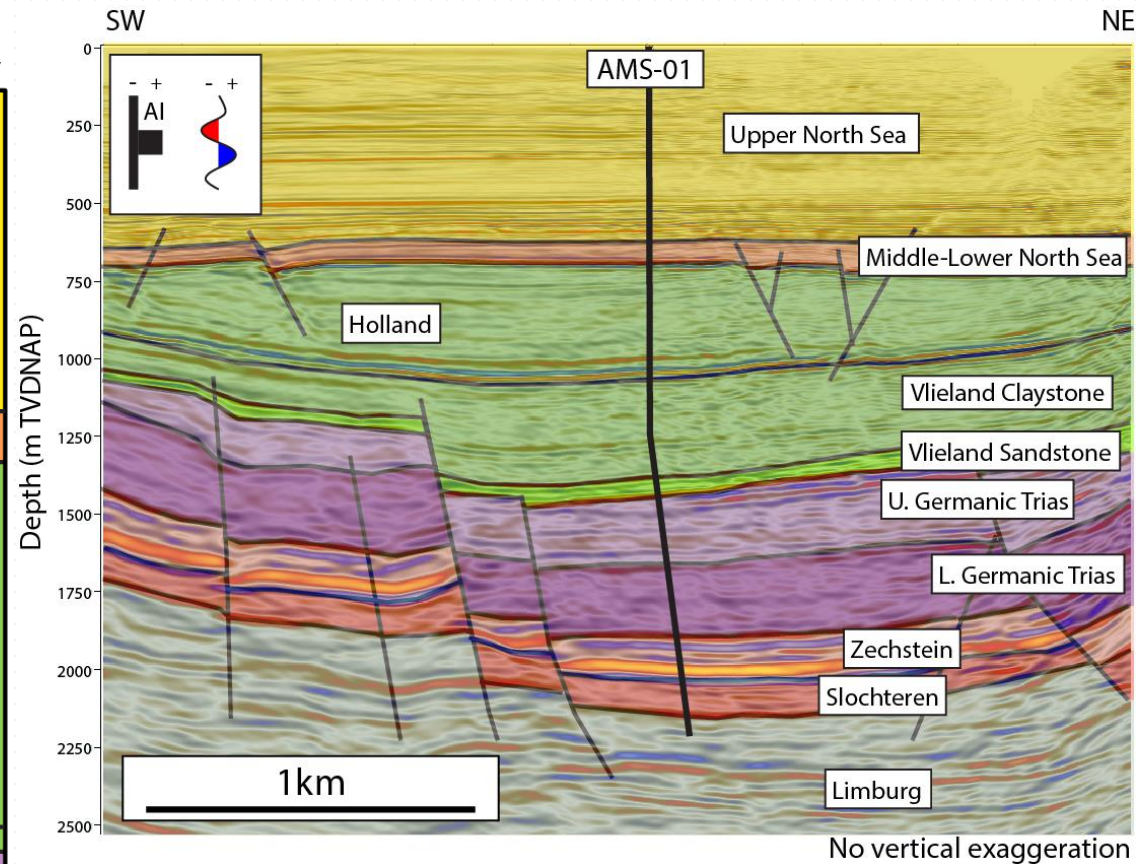 SW
NE
0
250
500
750
1000
1250
1500
1750
2000
2250
2500
Depth (m TVDNAP)
- +
AI
- +
AMS-01
Upper North Sea
Middle-Lower North Sea
Holland
Vlieland Claystone
Vlieland Sandstone
U. Germanic Trias
L. Germanic Trias
Zechstein
Slochteren
Limburg
1km
No vertical exaggeration